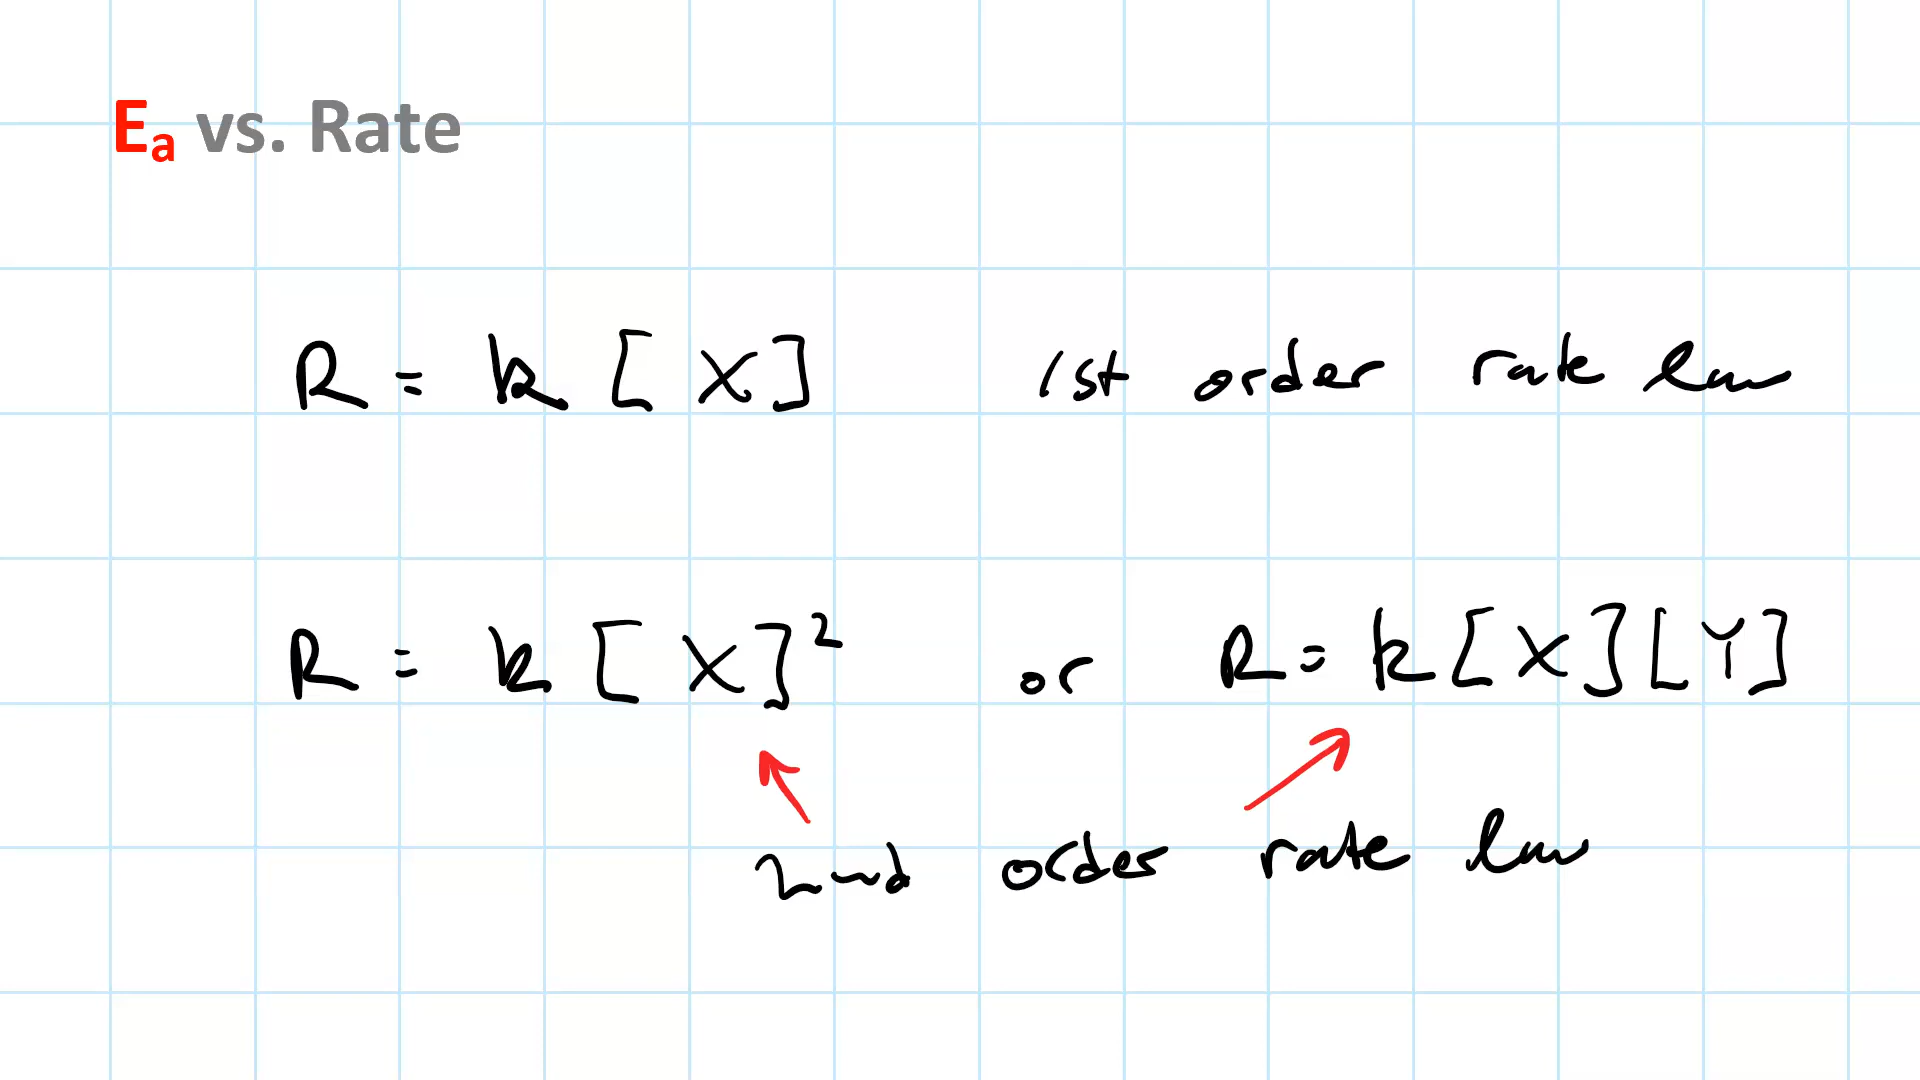 Ea vs. Rate
R = k [X] 1st order rate law
R = k [X]² or R = k [X][Y]
2nd order rate law